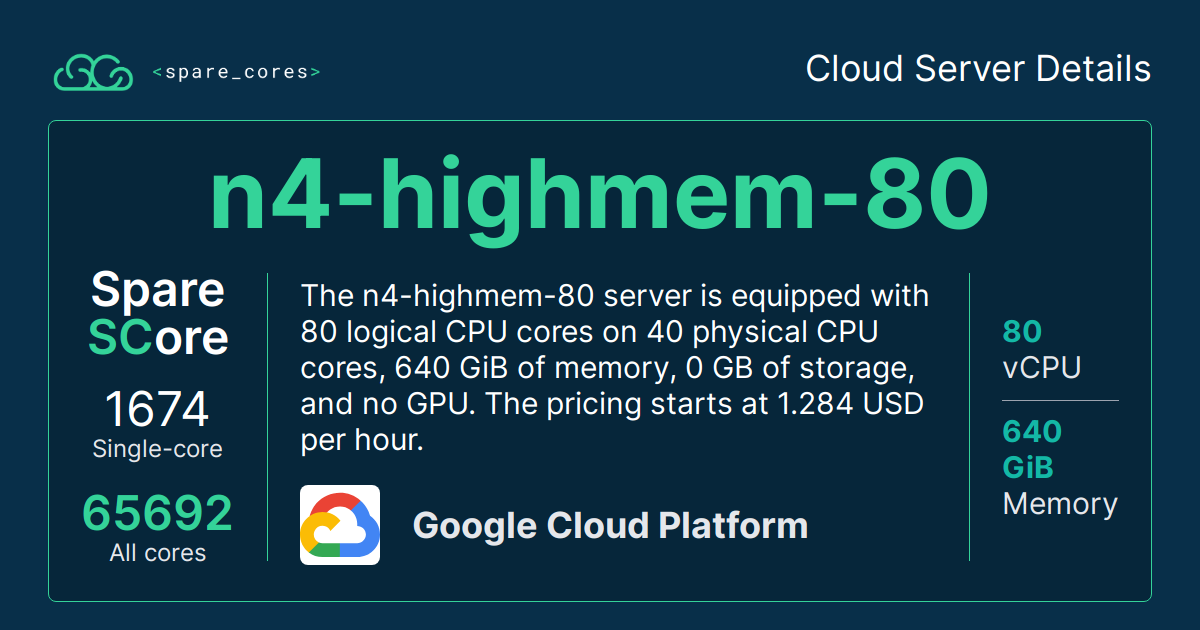 <spare_cores>
Cloud Server Details
n4-highmem-80
Spare
SCore
1674
Single-core
65692
All cores
The n4-highmem-80 server is equipped with
80 logical CPU cores on 40 physical CPU
cores, 640 GiB of memory, 0 GB of storage,
and no GPU. The pricing starts at 1.284 USD
per hour.
Google Cloud Platform
80
vCPU
640
GiB
Memory